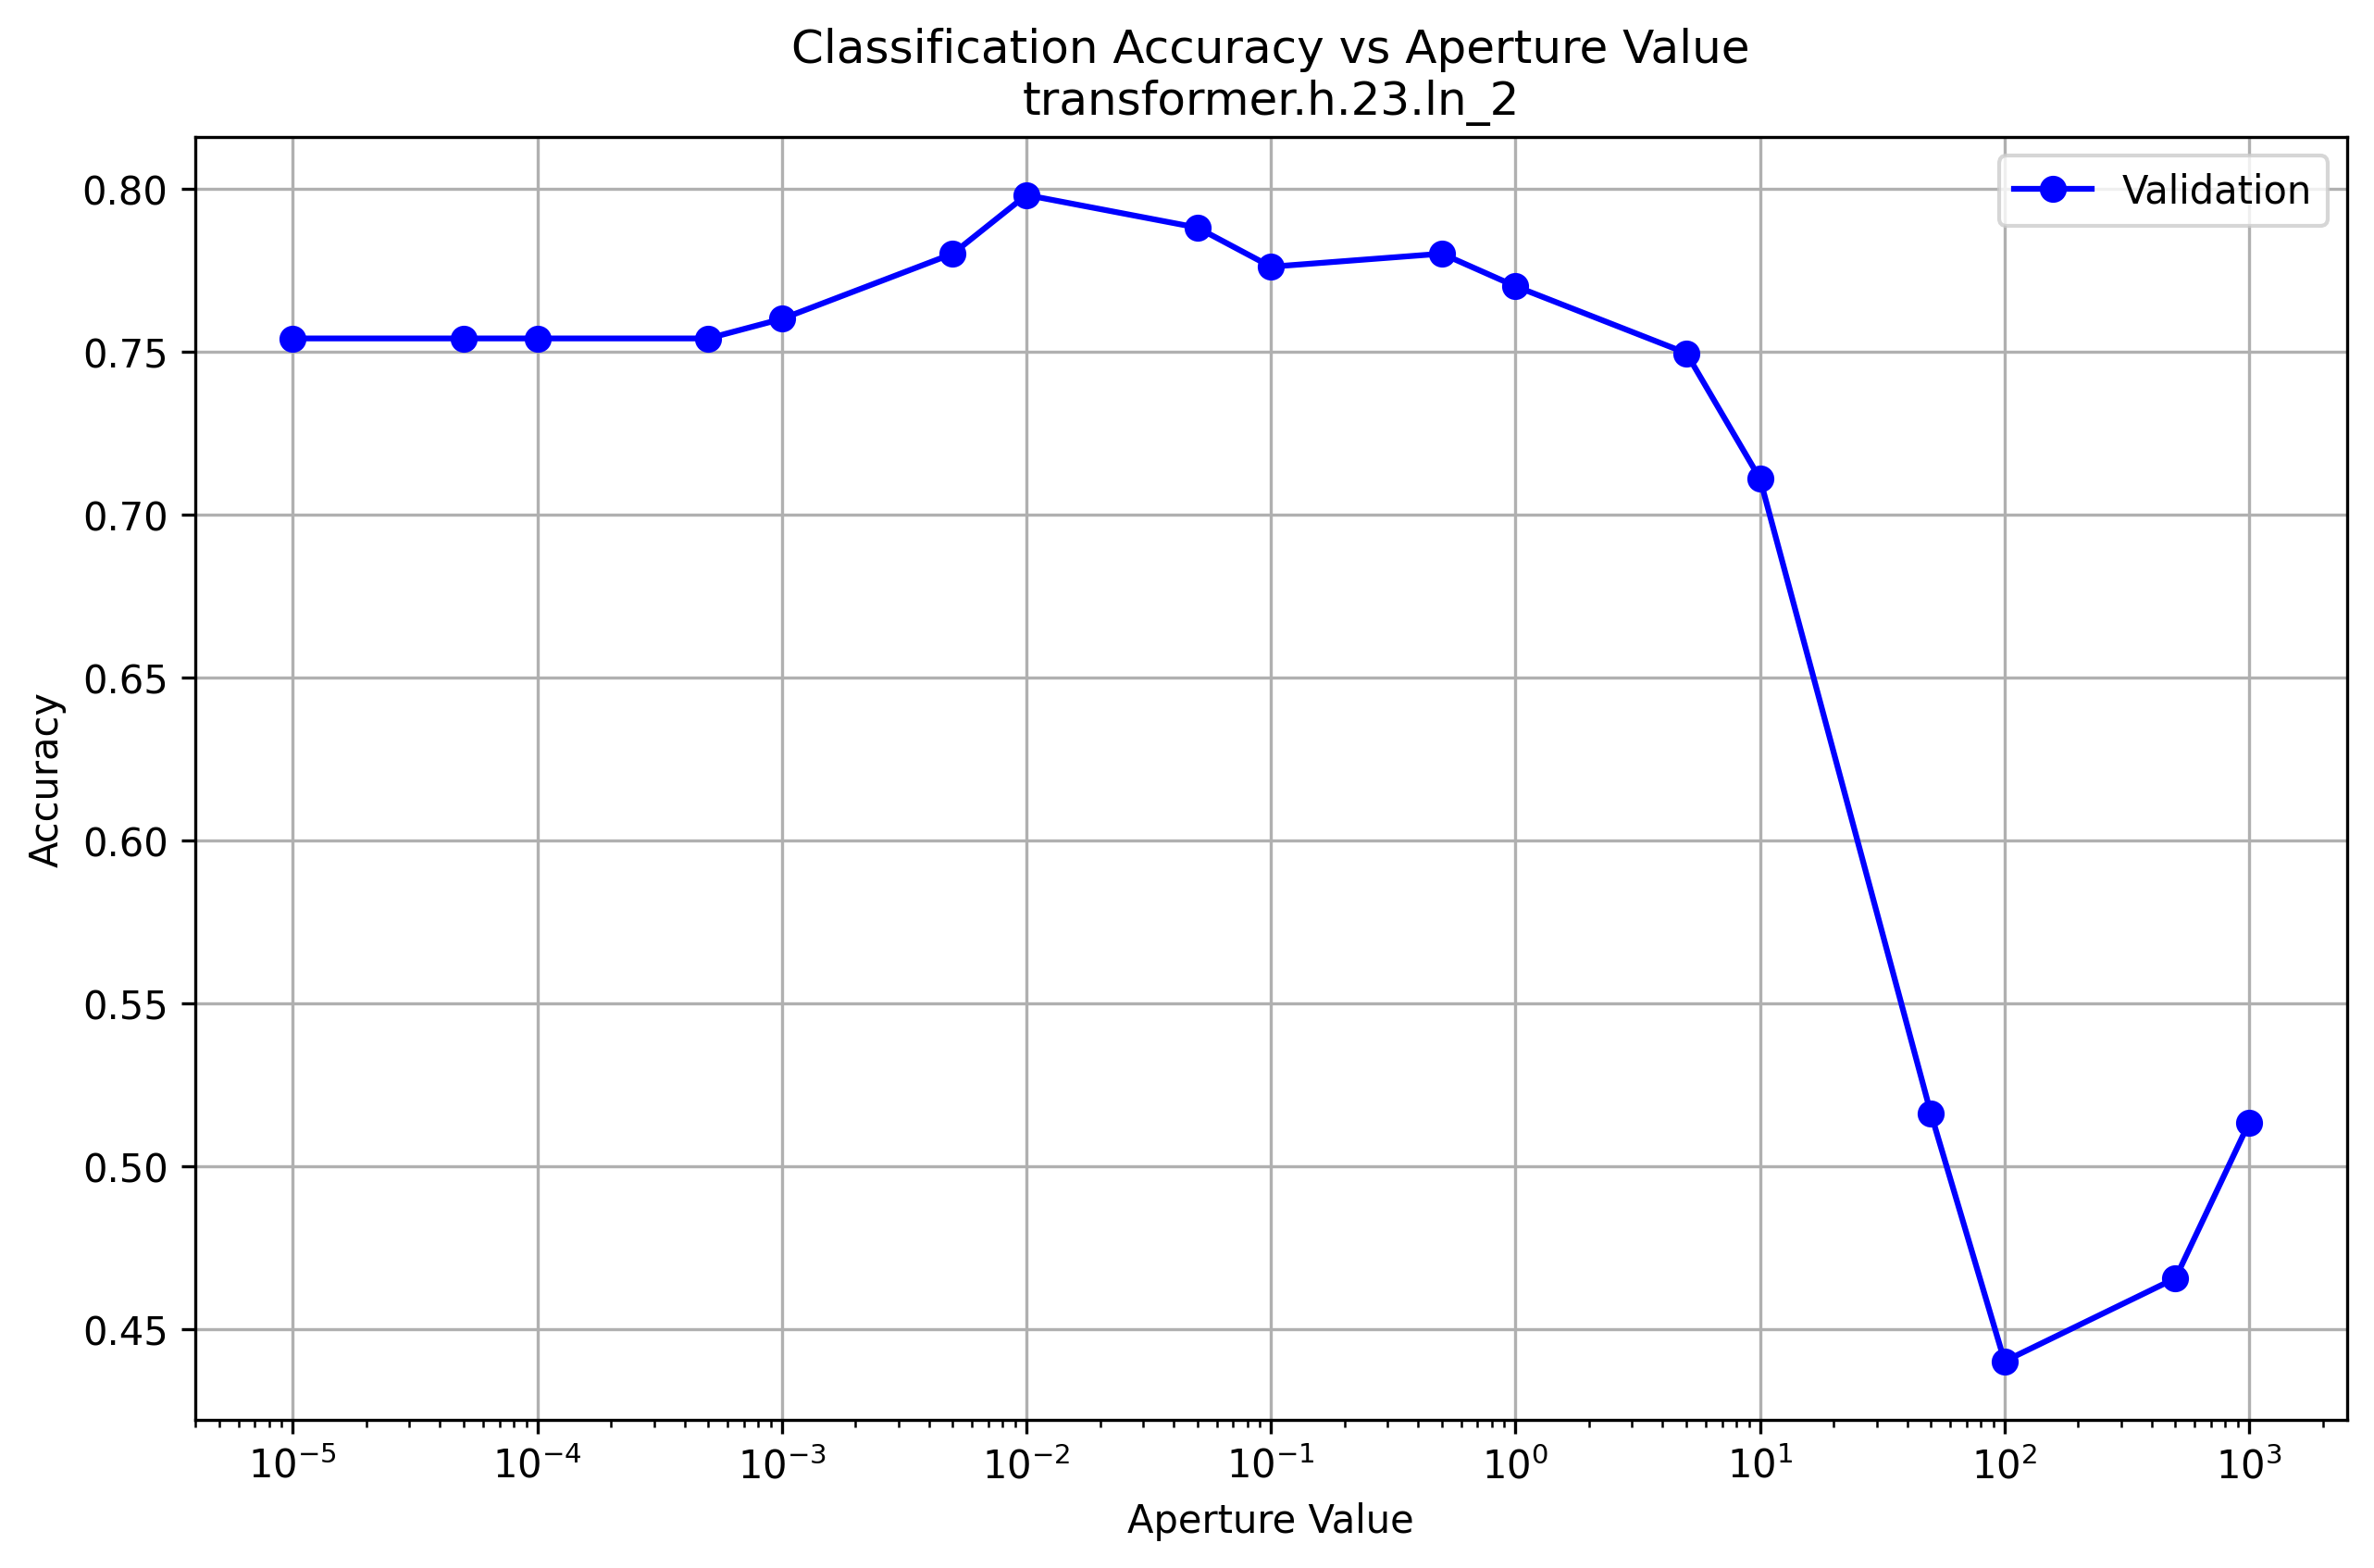 Classification Accuracy vs Aperture Value
transformer.h.23.ln_2
Validation
Accuracy
0.80
0.75
0.70
0.65
0.60
0.55
0.50
0.45
10⁻⁵ 10⁻⁴ 10⁻³ 10⁻² 10⁻¹ 10⁰ 10¹ 10² 10³
Aperture Value